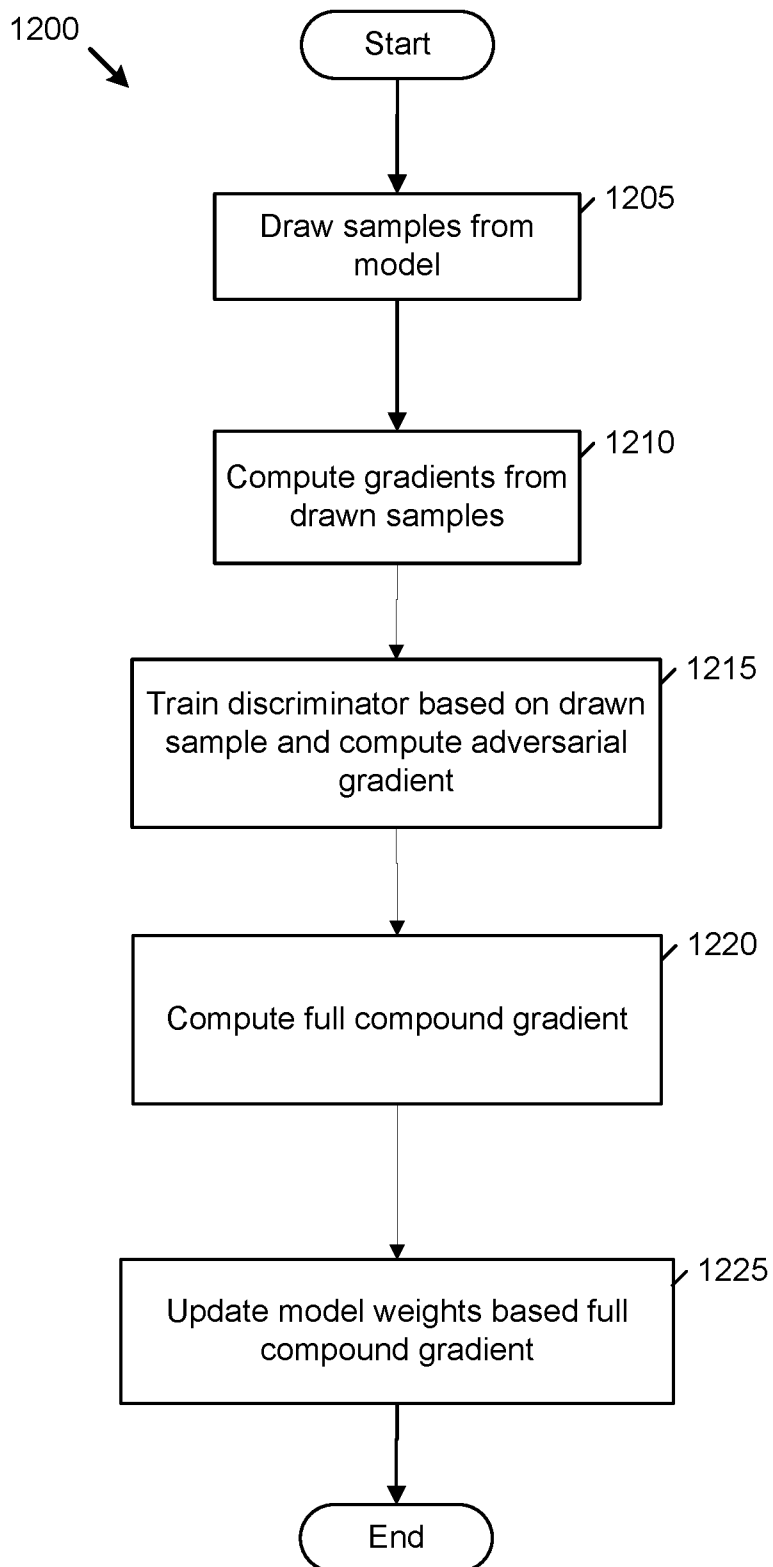 1200
Start
1205
Draw samples from
model
1210
Compute gradients from
drawn samples
1215
Train discriminator based on drawn
sample and compute adversarial
gradient
1220
Compute full compound gradient
1225
Update model weights based full
compound gradient
End